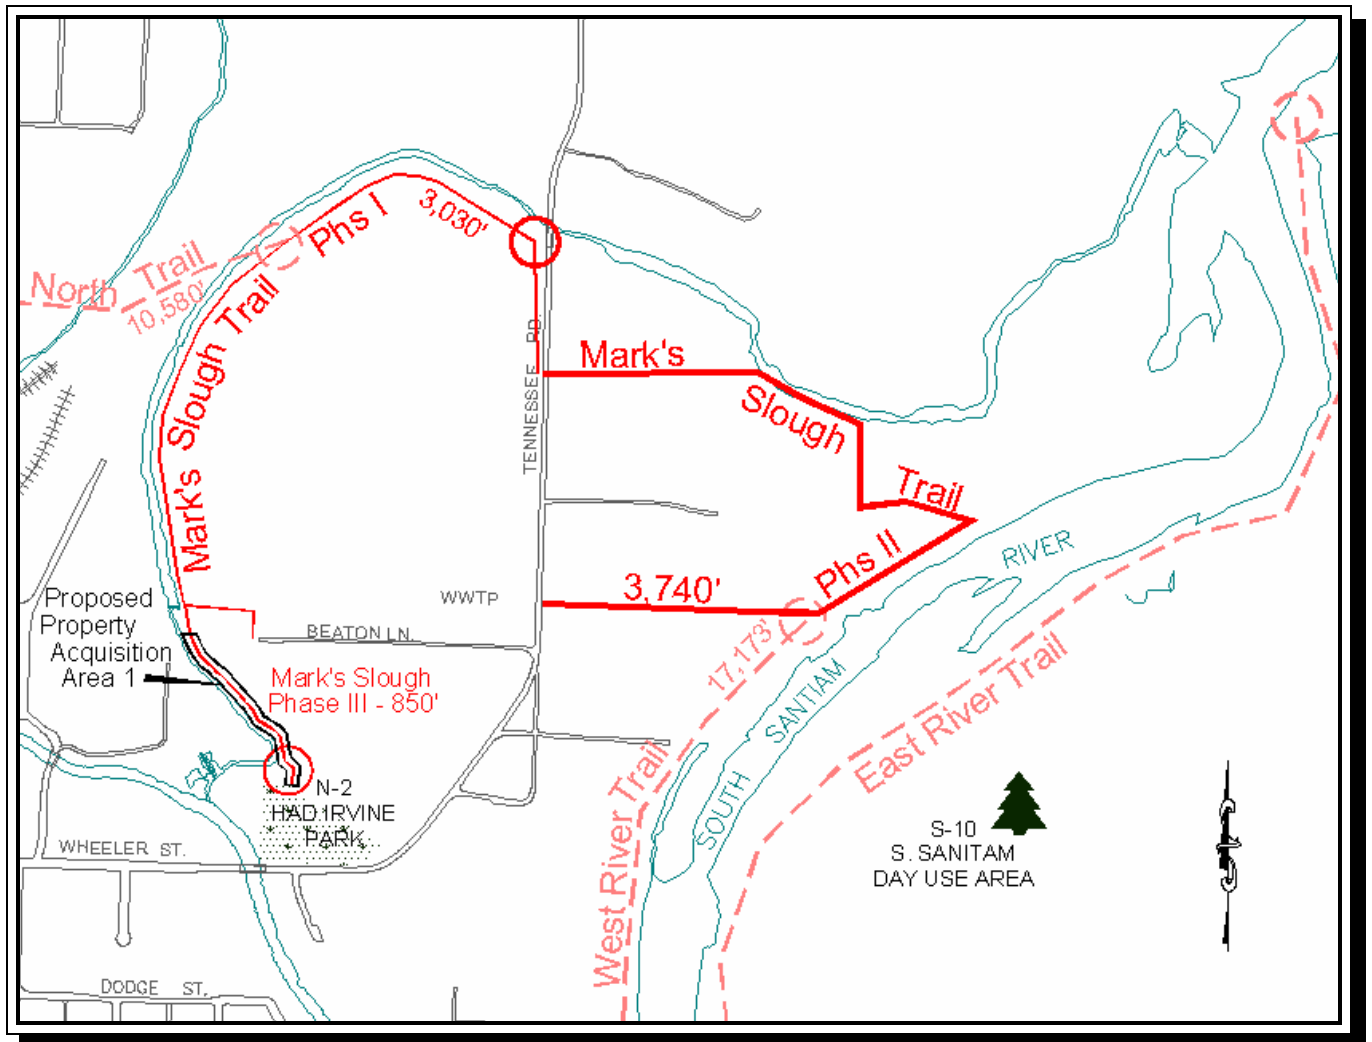 Phs I
3,030'
North Trail
10,580'
Mark's Slough Trail
TENNESSEE RD.
Mark's
Slough
Trail
Phs II
3,740'
RIVER
WWTP
Proposed
Property
Acquisition
Area 1
BEATON LN.
Mark's Slough
Phase III - 850'
17,173'
SOUTH SANTIAM
East River Trail
West River Trail
N-2
HAD IRVINE
PARK
WHEELER ST.
S-10
S. SANITAM
DAY USE AREA
DODGE ST.